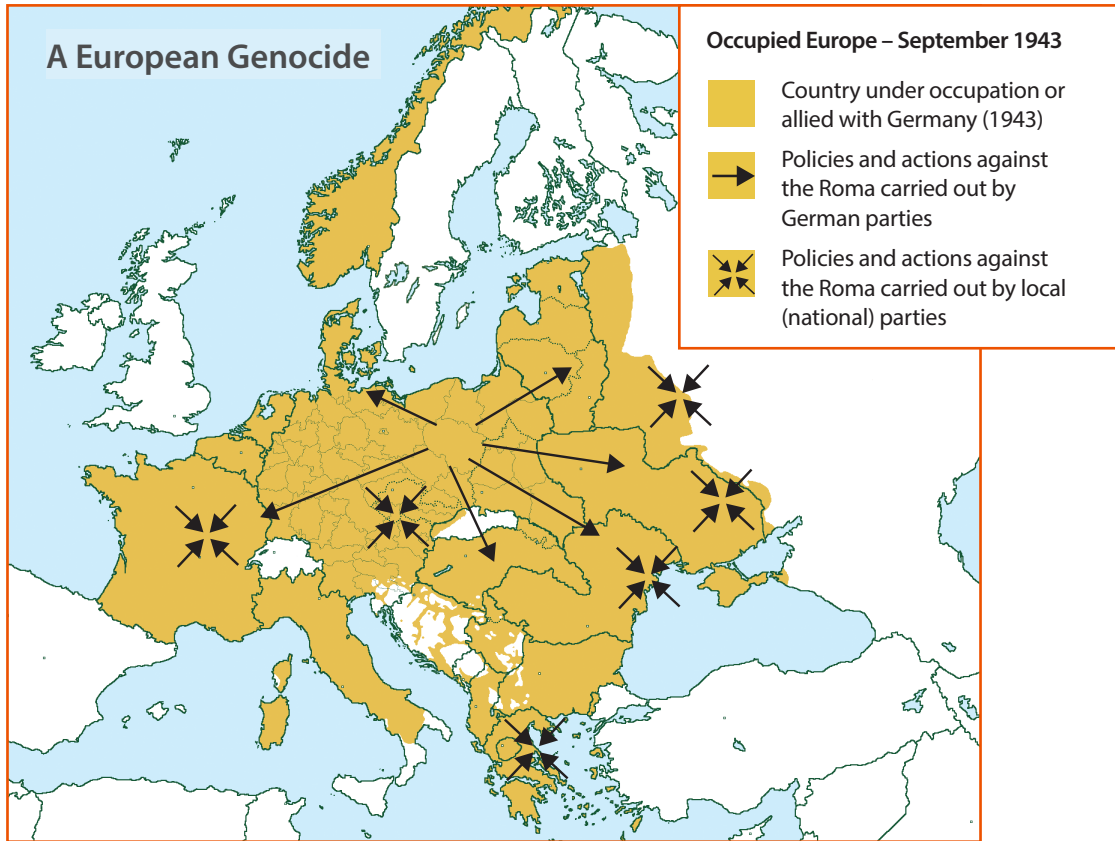 A European Genocide
Occupied Europe – September 1943
Country under occupation or
allied with Germany (1943)
Policies and actions against
the Roma carried out by
German parties
Policies and actions against
the Roma carried out by local
(national) parties